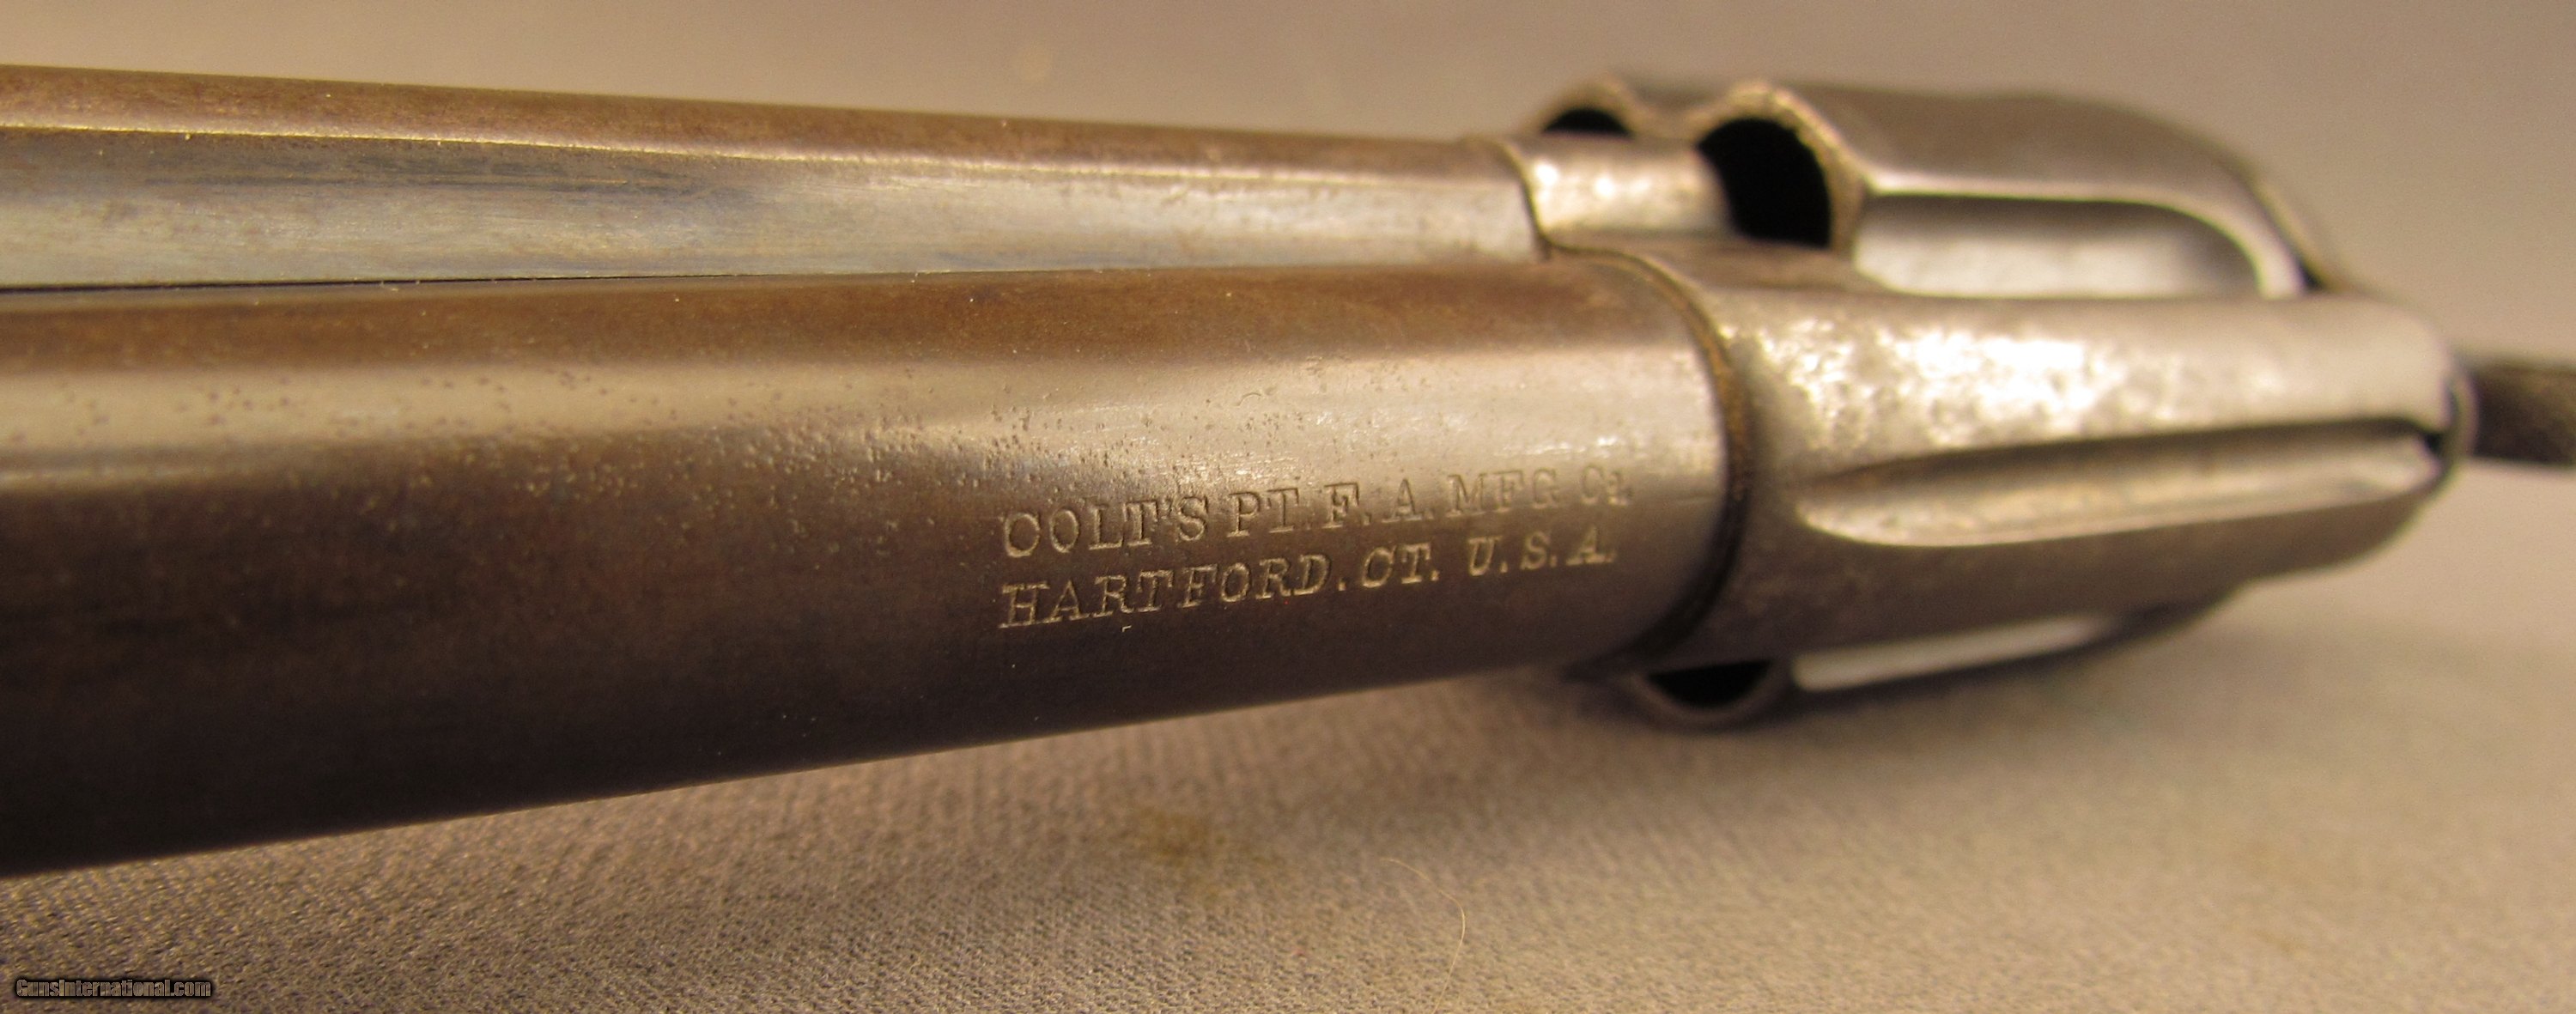 COLT'S PT. F. A. MFG Co.
HARTFORD. CT. U. S. A.
GunsInternational.com